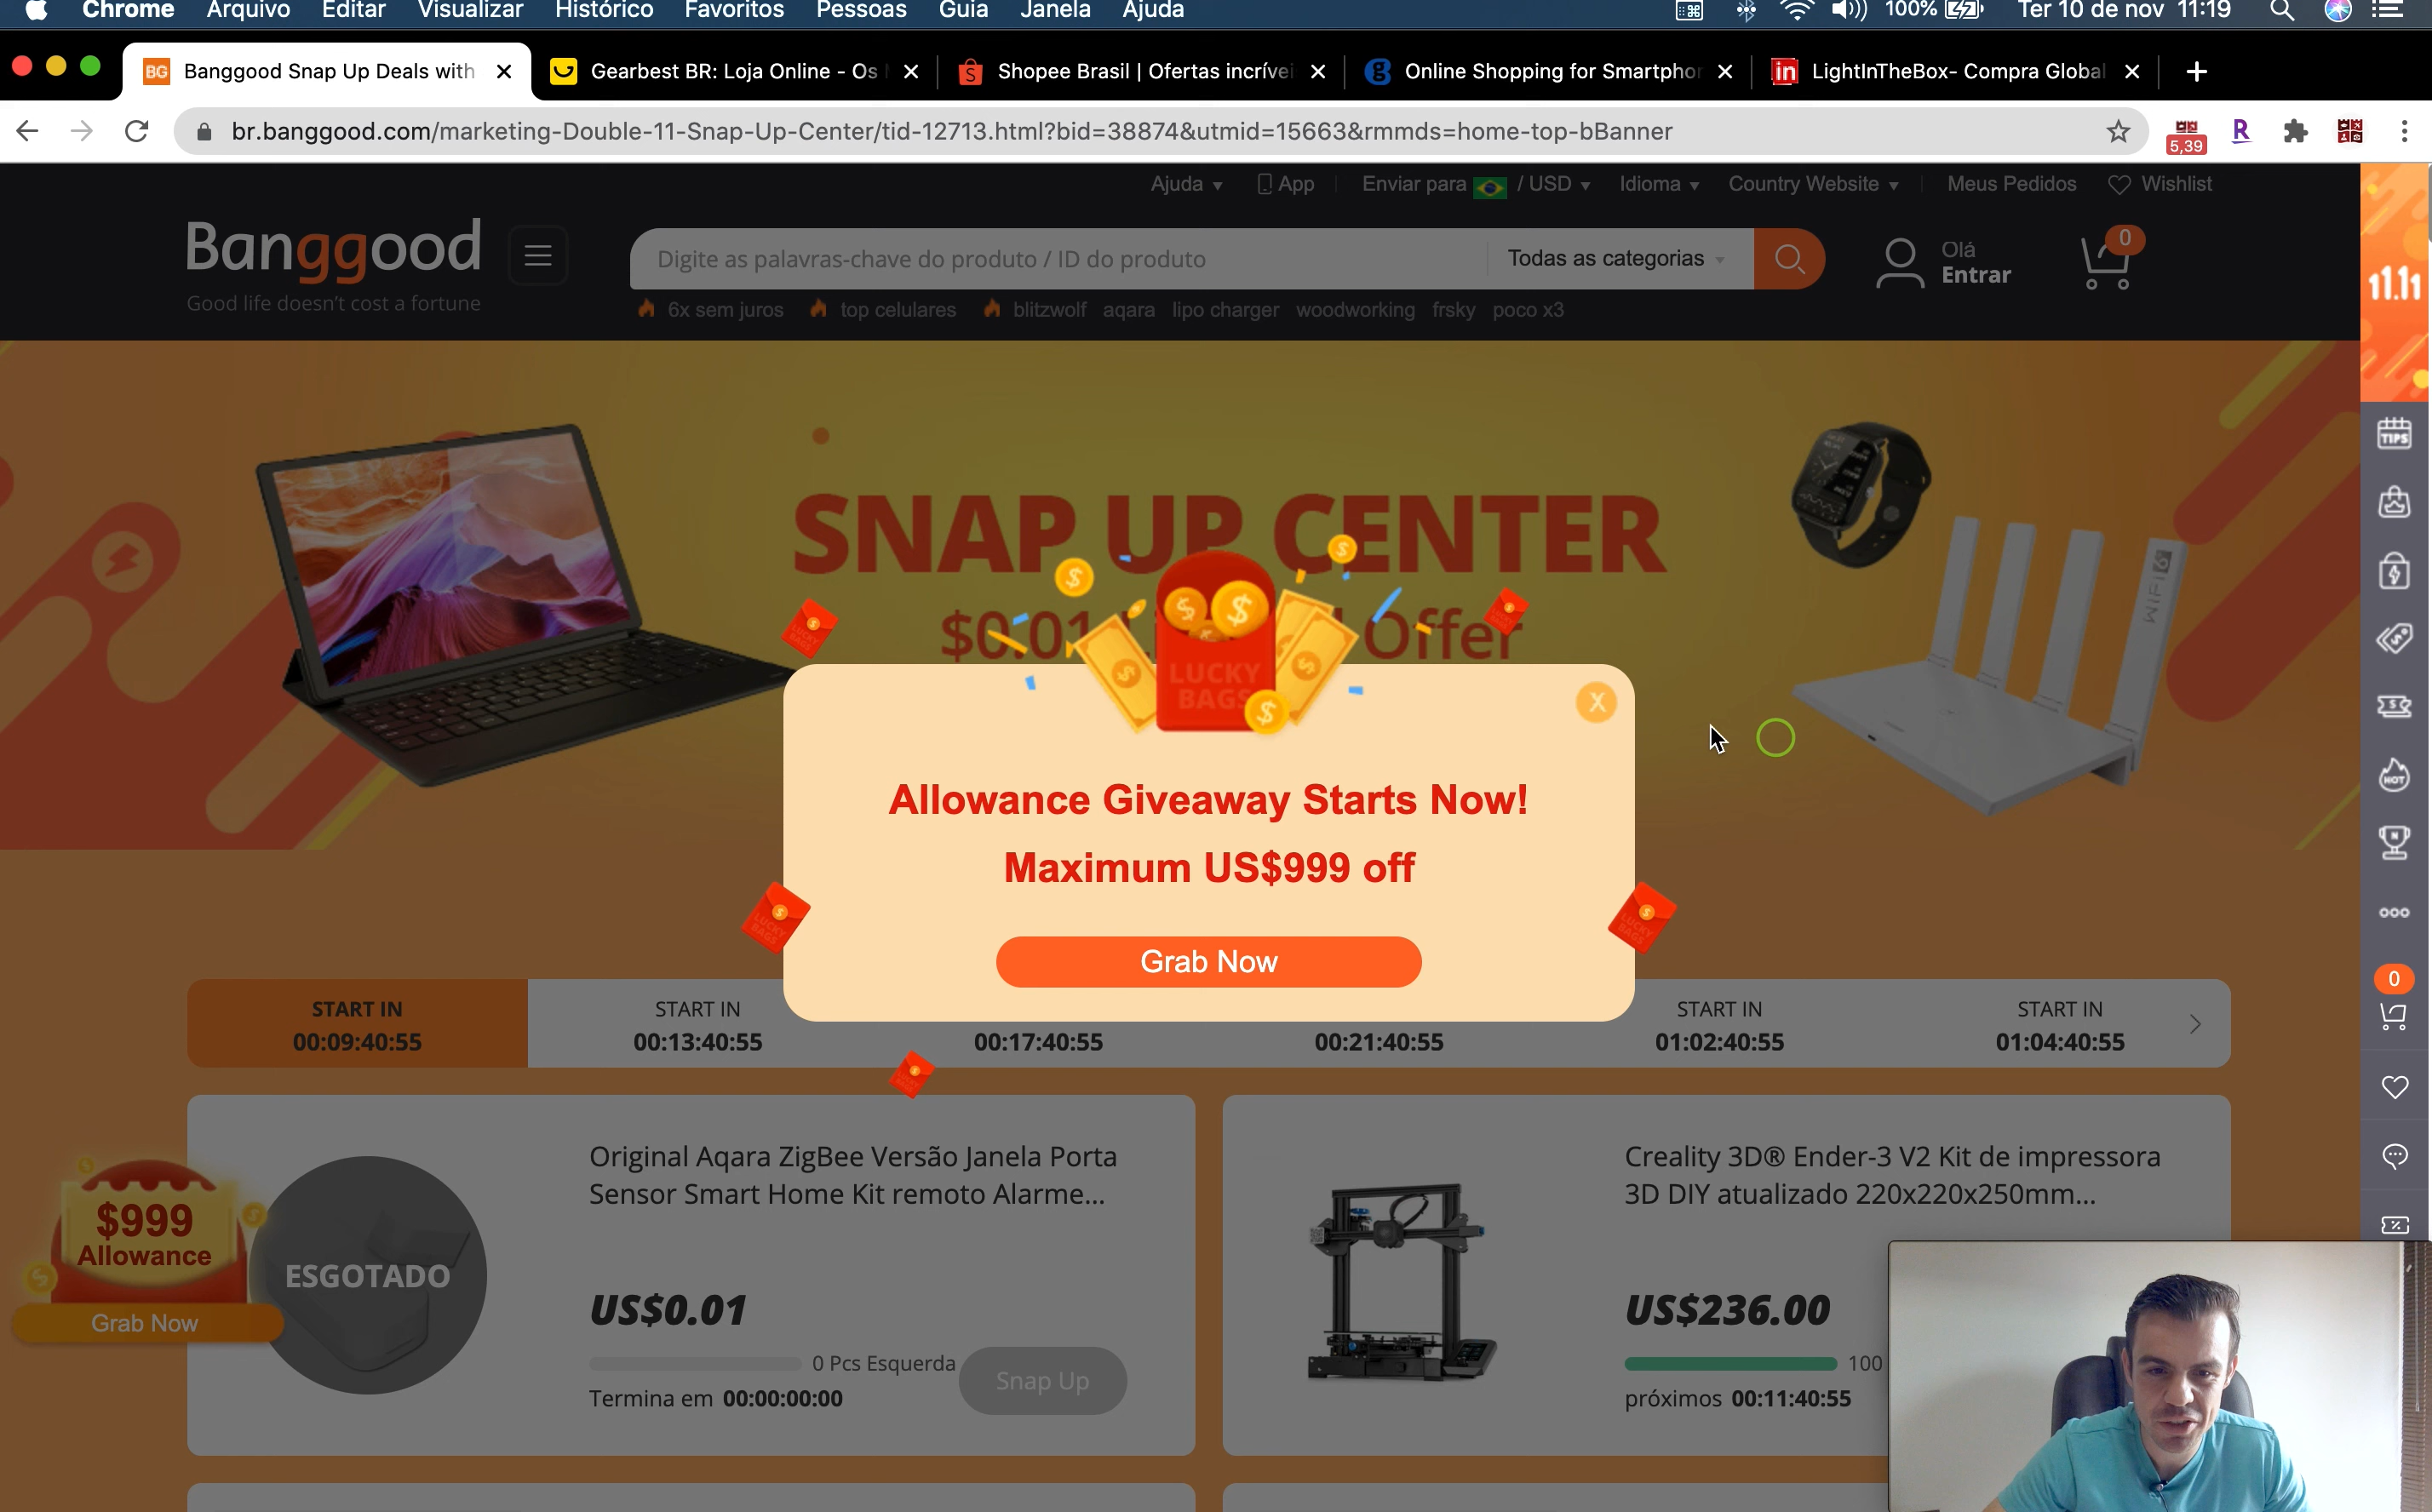 Chrome Arquivo Editar Visualizar Histórico Favoritos Pessoas Guia Janela Ajuda 100% Ter 10 de nov 11:19
BG Banggood Snap Up Deals with
Gearbest BR: Loja Online - Os
Shopee Brasil | Ofertas incrívei
Online Shopping for Smartphor
in LightInTheBox- Compra Global
br.banggood.com/marketing-Double-11-Snap-Up-Center/tid-12713.html?bid=38874&utmid=15663&rmmds=home-top-bBanner
5,39 R
Ajuda App Enviar para / USD Idioma Country Website Meus Pedidos Wishlist
Banggood
Good life doesn't cost a fortune
Digite as palavras-chave do produto / ID do produto Todas as categorias
Olá
Entrar
0
6x sem juros top celulares blitzwolf aqara lipo charger woodworking frsky poco x3
11.11
TIPS
HOT
0
SNAP UP CENTER
$0.01 Offer
WiFi6
LUCKY
BAGS
X
Allowance Giveaway Starts Now!
Maximum US$999 off
Grab Now
START IN
00:09:40:55
START IN
00:13:40:55
00:17:40:55
00:21:40:55
START IN
01:02:40:55
START IN
01:04:40:55
Original Aqara ZigBee Versão Janela Porta
Sensor Smart Home Kit remoto Alarme...
ESGOTADO
US$0.01
0 Pcs Esquerda
Termina em 00:00:00:00
Snap Up
Creality 3D® Ender-3 V2 Kit de impressora
3D DIY atualizado 220x220x250mm...
US$236.00
100
próximos 00:11:40:55
$999
Allowance
Grab Now